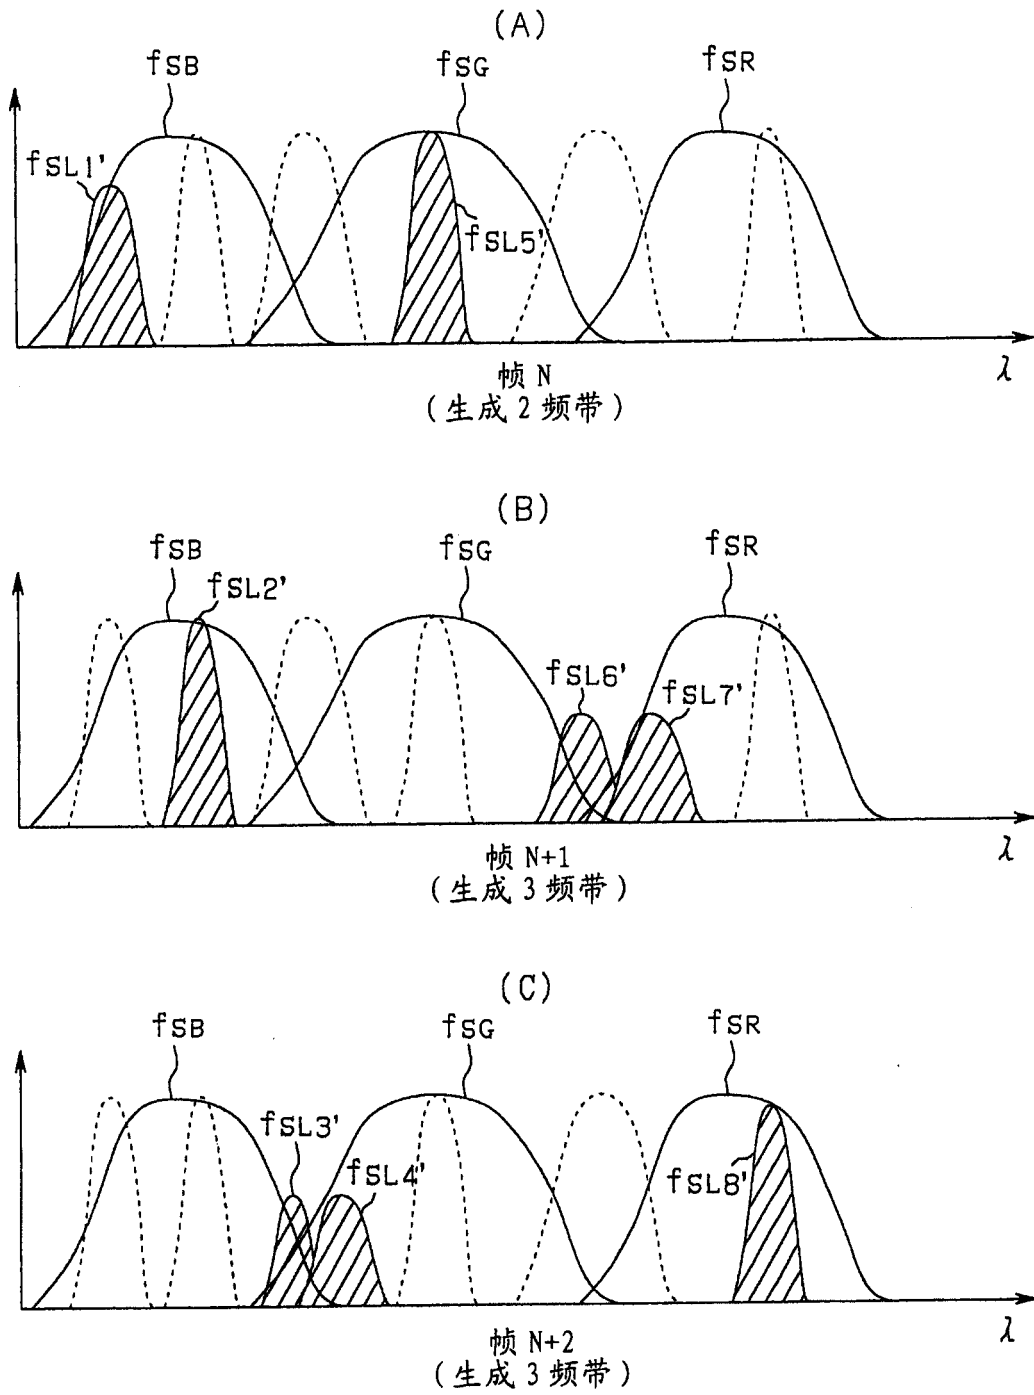 (A)
fSB fSG fSR
fSL1'
fSL5'
λ
帧 N
(生成 2 频带)
(B)
fSB fSG fSR
fSL2'
fSL6' fSL7'
λ
帧 N+1
(生成 3 频带)
(C)
fSB fSG fSR
fSL3'
fSL4' fSL8'
λ
帧 N+2
(生成 3 频带)